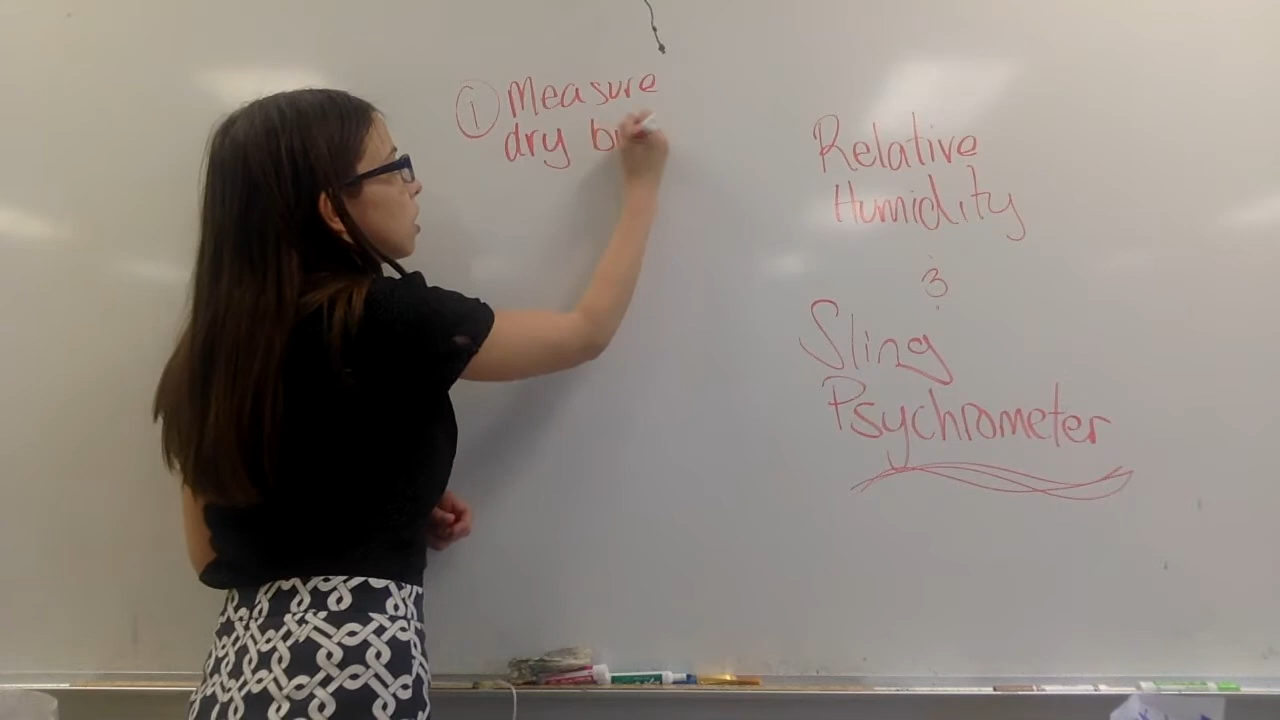 ① Measure
dry b
Relative
Humidity
&
Sling
Psychrometer